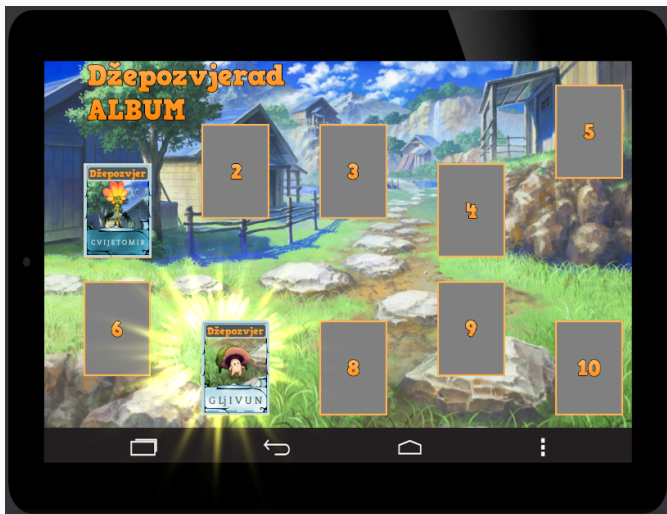 Džepozvjerad
ALBUM
2
3
5
Džepozvjer
CVIJETOMIR
4
6
Džepozvjer
GLjIVUN
8
9
10